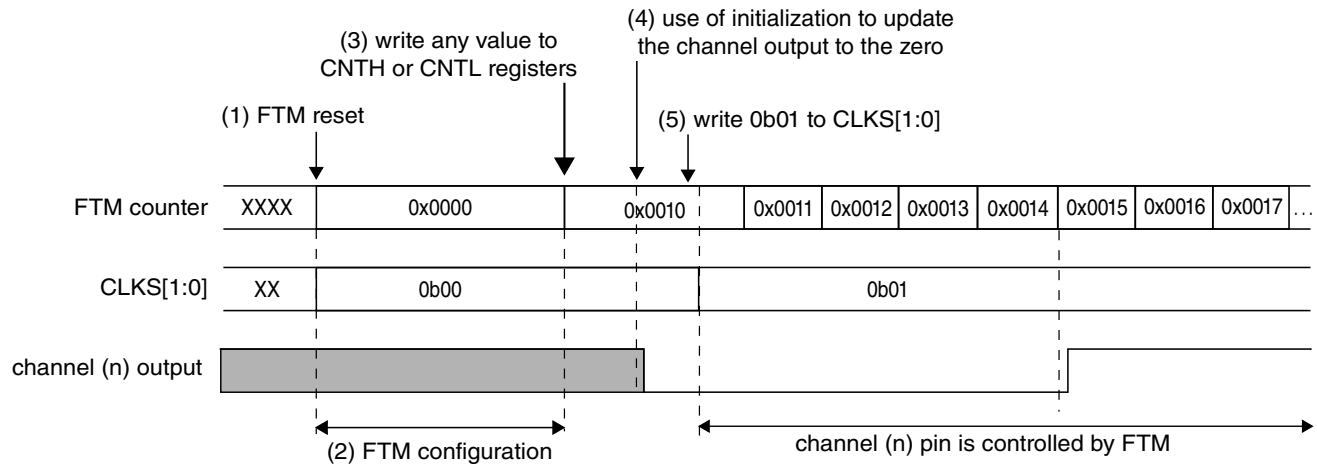 (4) use of initialization to update
the channel output to the zero
(3) write any value to
CNTH or CNTL registers
(1) FTM reset
(5) write 0b01 to CLKS[1:0]
FTM counter XXXX 0x0000 0x0010 0x0011 0x0012 0x0013 0x0014 0x0015 0x0016 0x0017 ...
CLKS[1:0] XX 0b00 0b01
channel (n) output
(2) FTM configuration
channel (n) pin is controlled by FTM